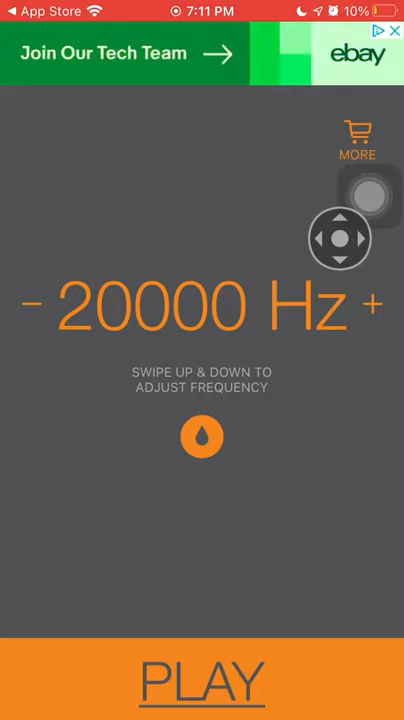 App Store 7:11 PM 10%
Join Our Tech Team ebay
MORE
- 20000 Hz +
SWIPE UP & DOWN TO
ADJUST FREQUENCY
PLAY